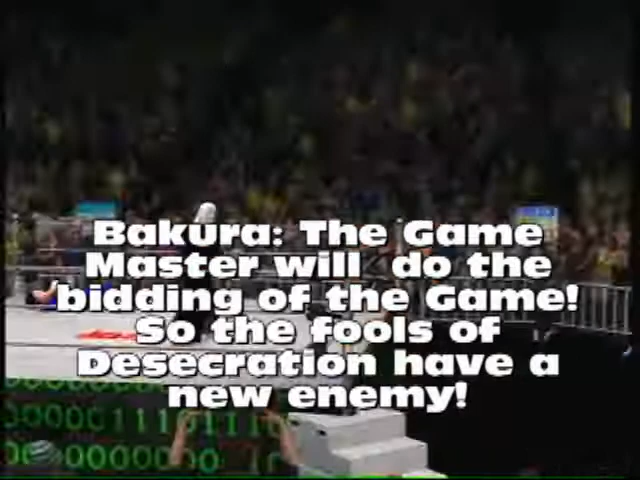 Bakura: The Game
Master will do the
bidding of the Game!
So the fools of
Desecration have a
new enemy!